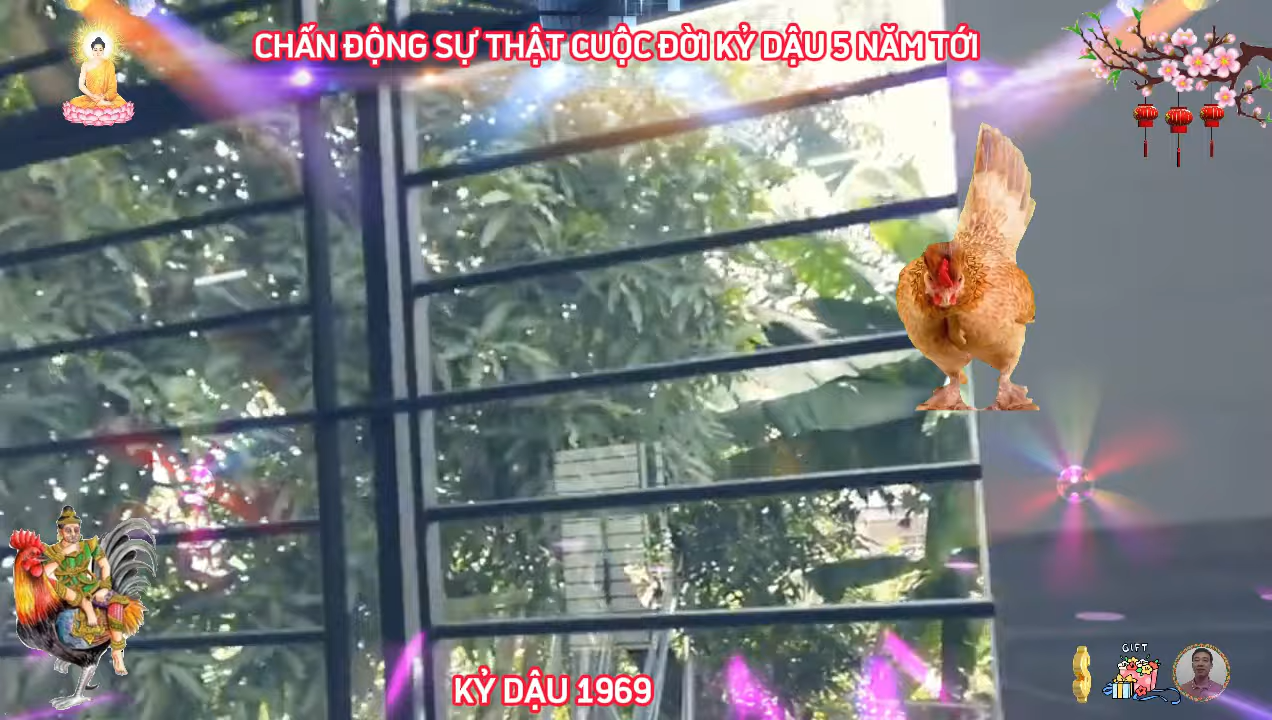 CHẤN ĐỘNG SỰ THẬT CUỘC ĐỜI KỶ DẬU 5 NĂM TỚI
GIFT
KỶ DẬU 1969